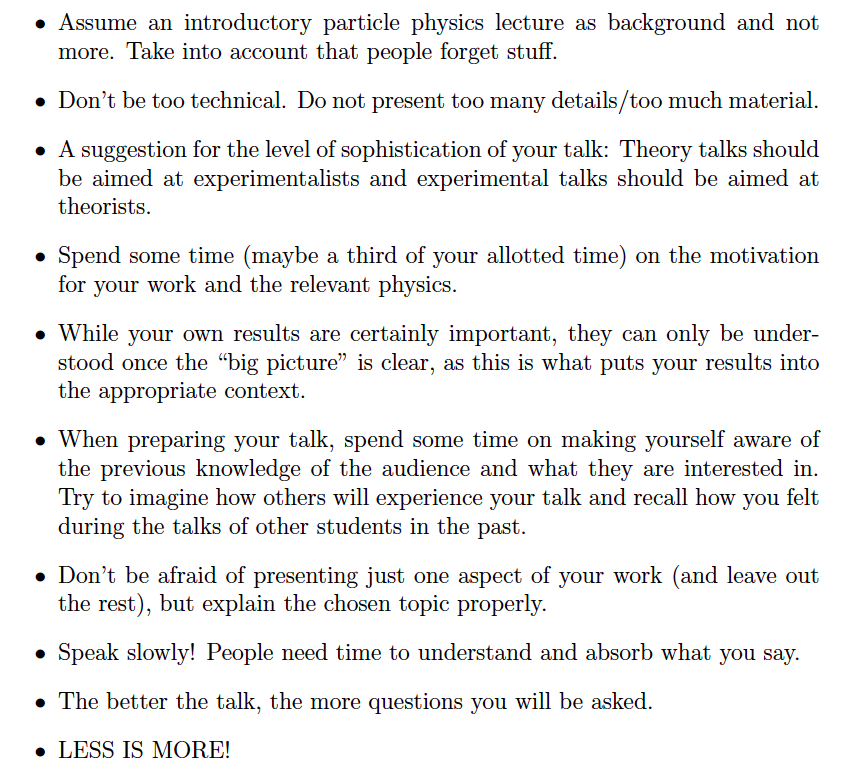 • Assume an introductory particle physics lecture as background and not
more. Take into account that people forget stuff.
• Don’t be too technical. Do not present too many details/too much material.
• A suggestion for the level of sophistication of your talk: Theory talks should
be aimed at experimentalists and experimental talks should be aimed at
theorists.
• Spend some time (maybe a third of your allotted time) on the motivation
for your work and the relevant physics.
• While your own results are certainly important, they can only be under-
stood once the “big picture” is clear, as this is what puts your results into
the appropriate context.
• When preparing your talk, spend some time on making yourself aware of
the previous knowledge of the audience and what they are interested in.
Try to imagine how others will experience your talk and recall how you felt
during the talks of other students in the past.
• Don’t be afraid of presenting just one aspect of your work (and leave out
the rest), but explain the chosen topic properly.
• Speak slowly! People need time to understand and absorb what you say.
• The better the talk, the more questions you will be asked.
• LESS IS MORE!